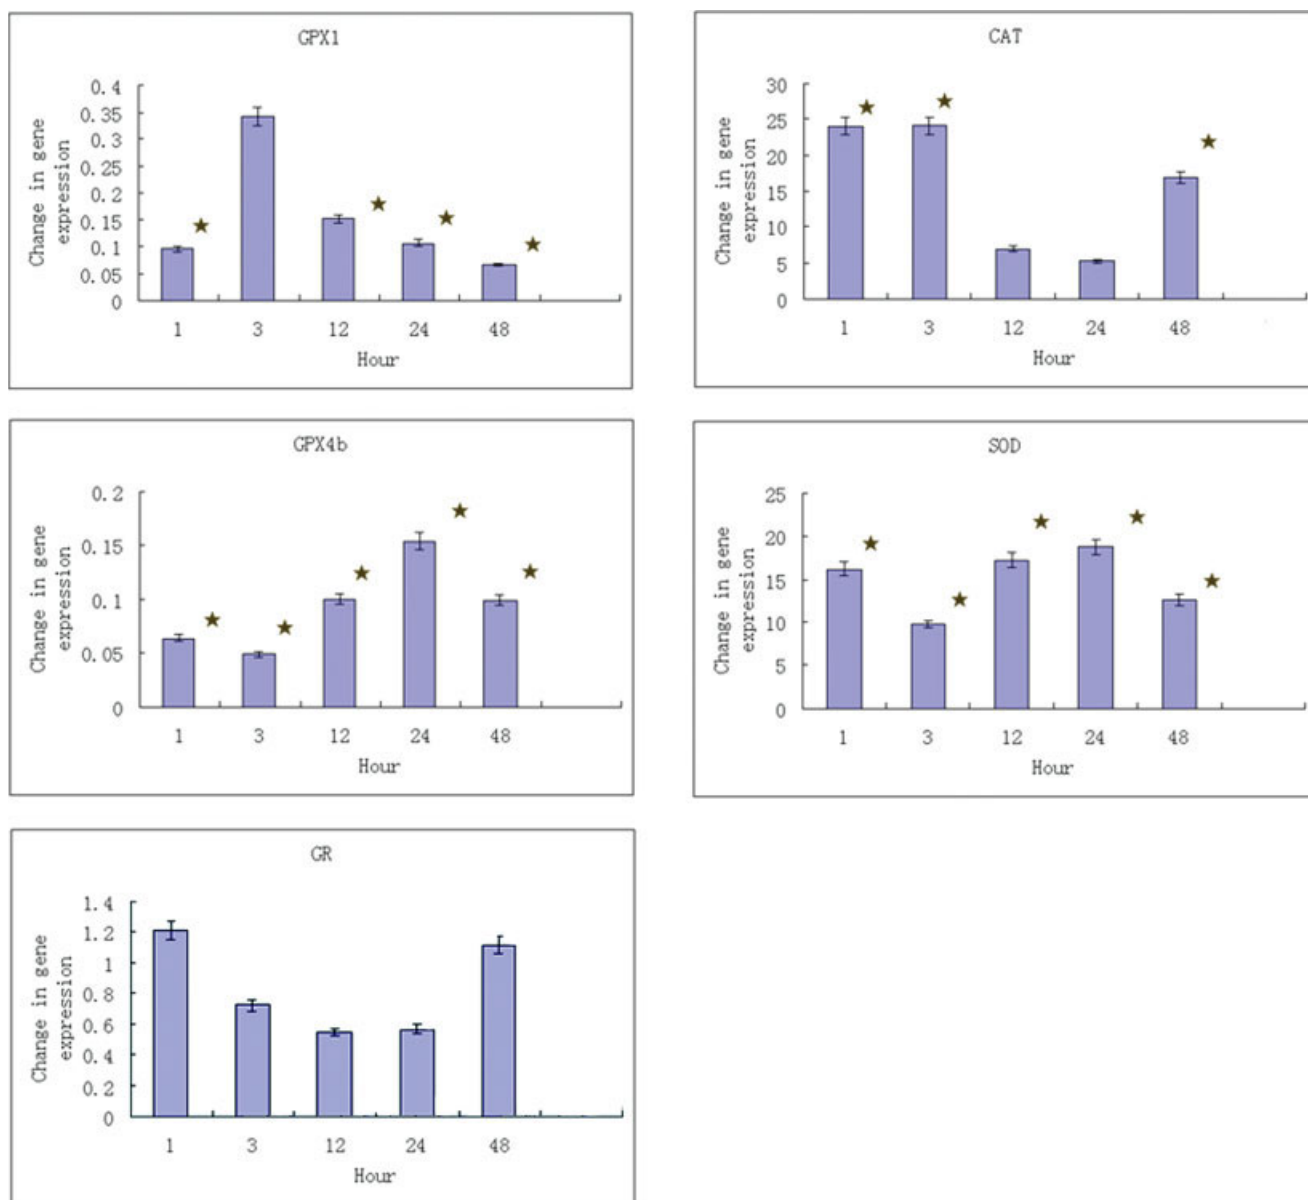 GPX1
Change in gene
expression
0.4
0.35
0.3
0.25
0.2
0.15
0.1
0.05
0
1 3 12 24 48
Hour
CAT
Change in gene
expression
30
25
20
15
10
5
0
1 3 12 24 48
Hour
GPX4b
Change in gene
expression
0.2
0.15
0.1
0.05
0
1 3 12 24 48
Hour
SOD
Change in gene
expression
25
20
15
10
5
0
1 3 12 24 48
Hour
GR
Change in gene
expression
1.4
1.2
1
0.8
0.6
0.4
0.2
0
1 3 12 24 48
Hour